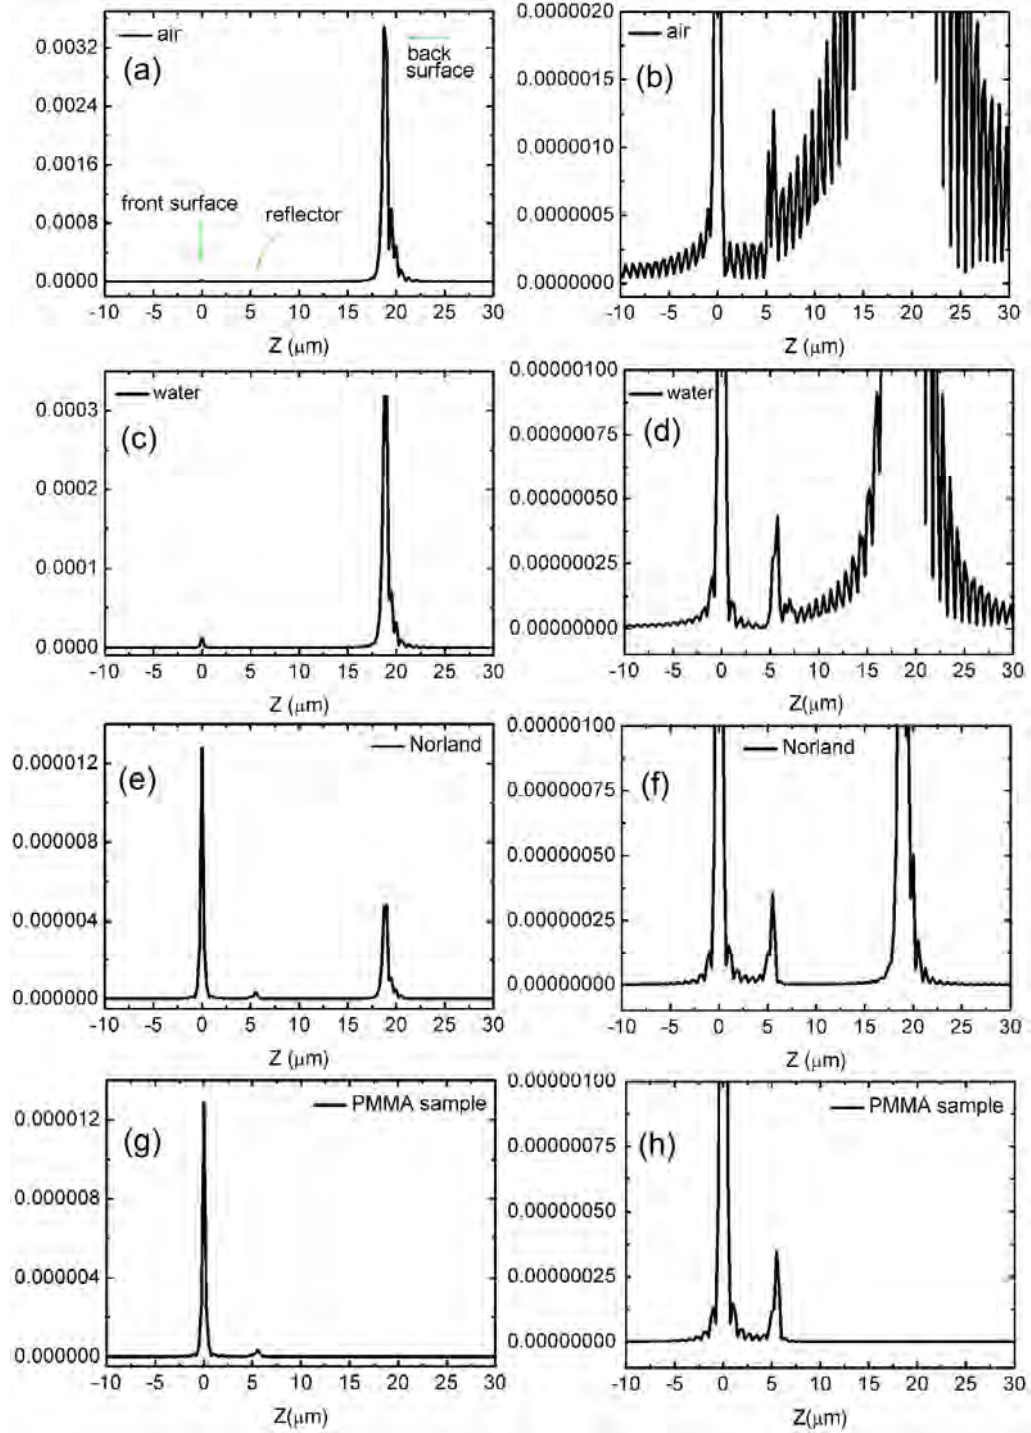 0.0032
0.0024
0.0016
0.0008
0.0000
air
(a)
back
surface
front surface
reflector
-10 -5 0 5 10 15 20 25 30
Z (μm)
0.0000020
0.0000015
0.0000010
0.0000005
0.0000000
air
(b)
-10 -5 0 5 10 15 20 25 30
Z (μm)
0.0003
0.0002
0.0001
0.0000
water
(c)
-10 -5 0 5 10 15 20 25 30
Z (μm)
0.00000100
0.00000075
0.00000050
0.00000025
0.00000000
water
(d)
-10 -5 0 5 10 15 20 25 30
Z(μm)
0.000012
0.000008
0.000004
0.000000
Norland
(e)
-10 -5 0 5 10 15 20 25 30
Z (μm)
0.00000100
0.00000075
0.00000050
0.00000025
0.00000000
Norland
(f)
-10 -5 0 5 10 15 20 25 30
Z (μm)
0.000012
0.000008
0.000004
0.000000
PMMA sample
(g)
-10 -5 0 5 10 15 20 25 30
Z(μm)
0.00000100
0.00000075
0.00000050
0.00000025
0.00000000
PMMA sample
(h)
-10 -5 0 5 10 15 20 25 30
Z(μm)